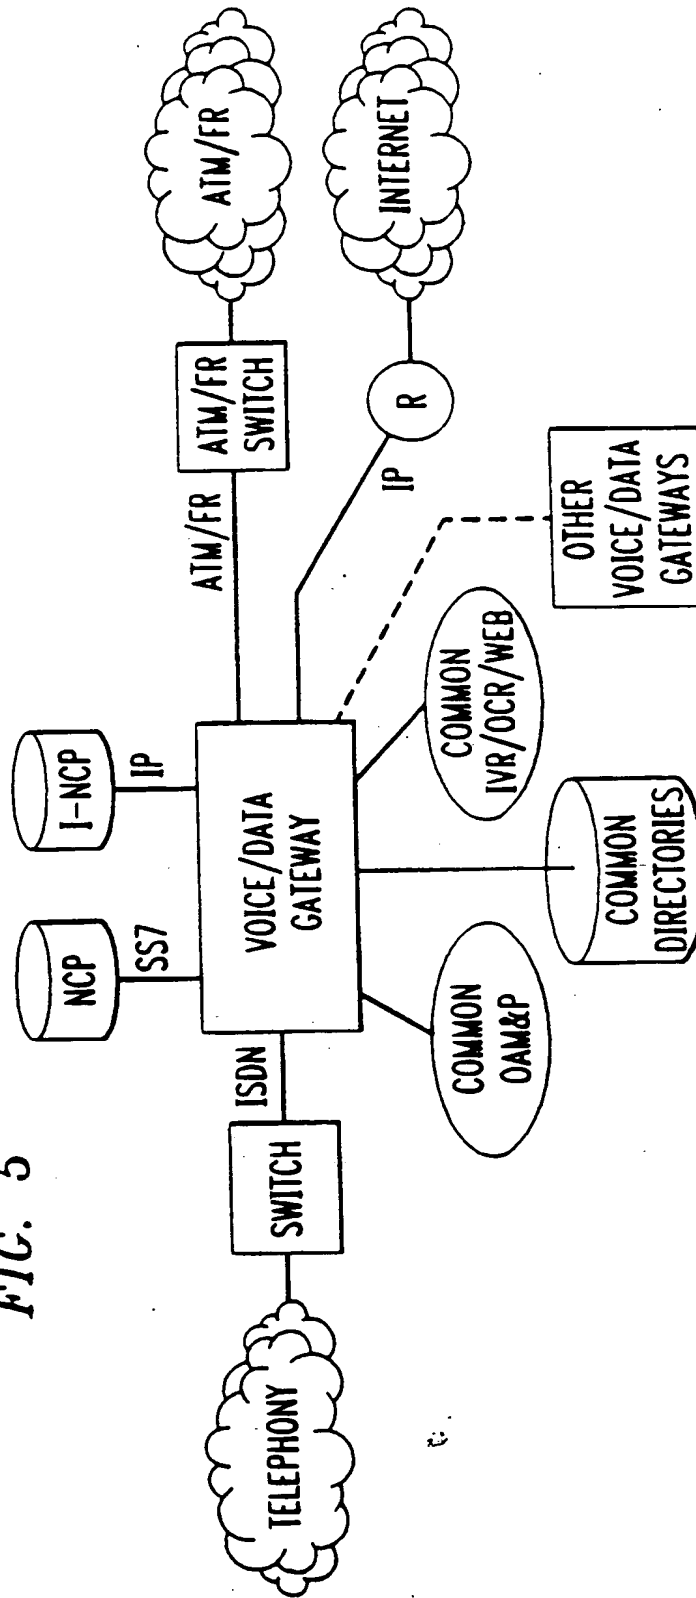 FIG. 5
NCP
I-NCP
SS7
IP
TELEPHONY
SWITCH
ISDN
VOICE/DATA
GATEWAY
ATM/FR
ATM/FR
SWITCH
ATM/FR
IP
R
INTERNET
COMMON
OAM&P
COMMON
DIRECTORIES
COMMON
IVR/OCR/WEB
OTHER
VOICE/DATA
GATEWAYS